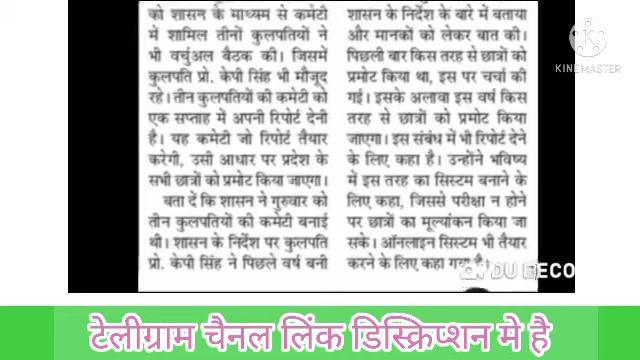 को शासन के माध्यम से कमेटी
में शामिल तीनों कुलपतियों ने
भी वर्चुअल बैठक की। जिसमें
कुलपति प्रो. केपी सिंह भी मौजूद
रहे। तीन कुलपतियों की कमेटी को
एक सप्ताह में अपनी रिपोर्ट देनी
है। यह कमेटी जो रिपोर्ट तैयार
करेगी, उसी आधार पर प्रदेश के
सभी छात्रों को प्रमोट किया जाएगा।
बता दें कि शासन ने गुरुवार को
तीन कुलपतियों की कमेटी बनाई
थी। शासन के निर्देश पर कुलपति
प्रो. केपी सिंह ने पिछले वर्ष बनी
शासन के निर्देश के बारे में बताया
और मानकों को लेकर बात की।
पिछली बार किस तरह से छात्रों को
प्रमोट किया था, इस पर चर्चा की
गई। इसके अलावा इस वर्ष किस
तरह से छात्रों को प्रमोट किया
जाएगा। इस संबंध में भी रिपोर्ट देने
के लिए कहा है। उन्होंने भविष्य
में इस तरह का सिस्टम बनाने के
लिए कहा, जिससे परीक्षा न होने
पर छात्रों का मूल्यांकन किया जा
सके। ऑनलाइन सिस्टम भी तैयार
करने के लिए कहा गया है।
KINEMASTER
DU RECO
टेलीग्राम चैनल लिंक डिस्क्रिप्शन मे है